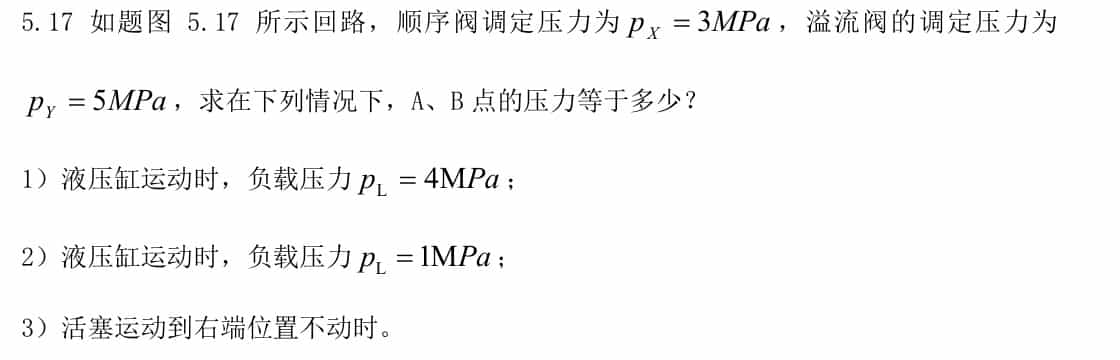 5.17 如题图 5.17 所示回路，顺序阀调定压力为 p_X = 3MPa，溢流阀的调定压力为
p_Y = 5MPa，求在下列情况下，A、B 点的压力等于多少？
1）液压缸运动时，负载压力 p_L = 4MPa；
2）液压缸运动时，负载压力 p_L = 1MPa；
3）活塞运动到右端位置不动时。